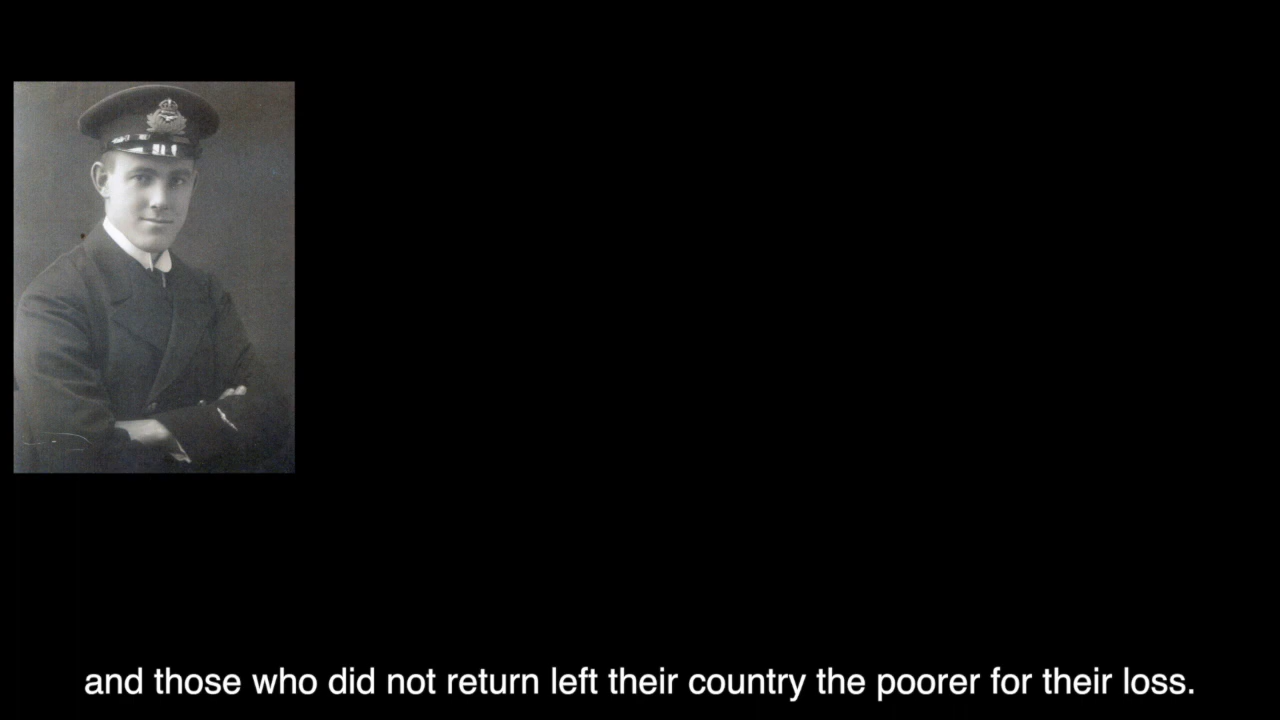 and those who did not return left their country the poorer for their loss.